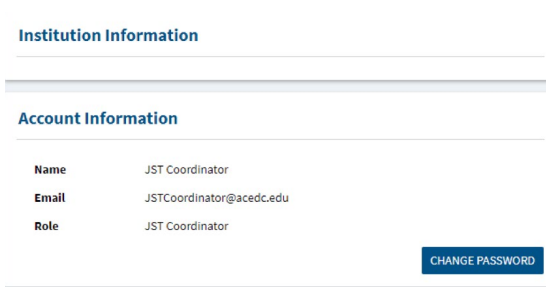 Institution Information
Account Information
Name JST Coordinator
Email JSTCoordinator@acedc.edu
Role JST Coordinator
CHANGE PASSWORD